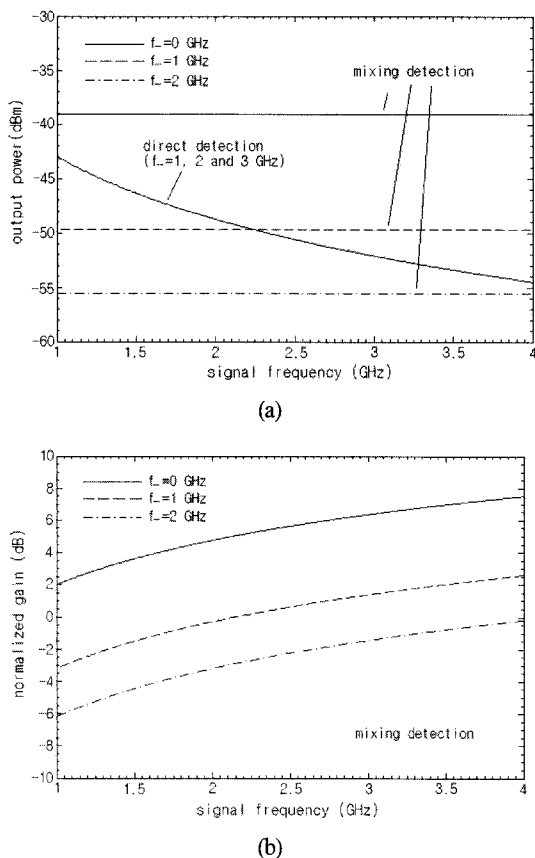 -30
-35
-40
-45
-50
-55
-60
output power(dBm)
f_=0 GHz
f_=1 GHz
f_=2 GHz
mixing detection
direct detection
(f_=1, 2 and 3 GHz)
1 1.5 2 2.5 3 3.5 4
signal frequency (GHz)
(a)
10
8
6
4
2
0
-2
-4
-6
-8
-10
normalized gain (dB)
f_=0 GHz
f_=1 GHz
f_=2 GHz
mixing detection
1 1.5 2 2.5 3 3.5 4
signal frequency (GHz)
(b)